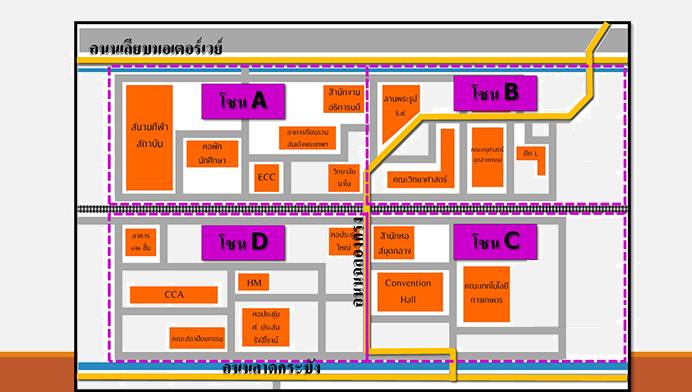 ถนนเลียบมอเตอร์เวย์
โซน A
สำนักงาน
อธิการบดี
โซน B
ลานพระรูป
ร.๔
สนามกีฬา
สถาบัน
หอพัก
นักศึกษา
อาคารเรียนรวม
สมเด็จพระเทพฯ
ECC
วิทยาลัย
นาโน
คณะวิทยาศาสตร์
คณะครุศาสตร์
อุตสาหกรรม
ตึก L
ถนนฉลองกรุง
อาคาร
๑๒ ชั้น
โซน D
หอประชุม
ใหญ่
สำนักหอ
สมุดกลาง
โซน C
CCA
HM
Convention
Hall
คณะเทคโนโลยี
การเกษตร
คณะสถาปัตยกรรม
หอประชุม
ศ. ประสม
รังสิโรจน์
ถนนลาดกระบัง